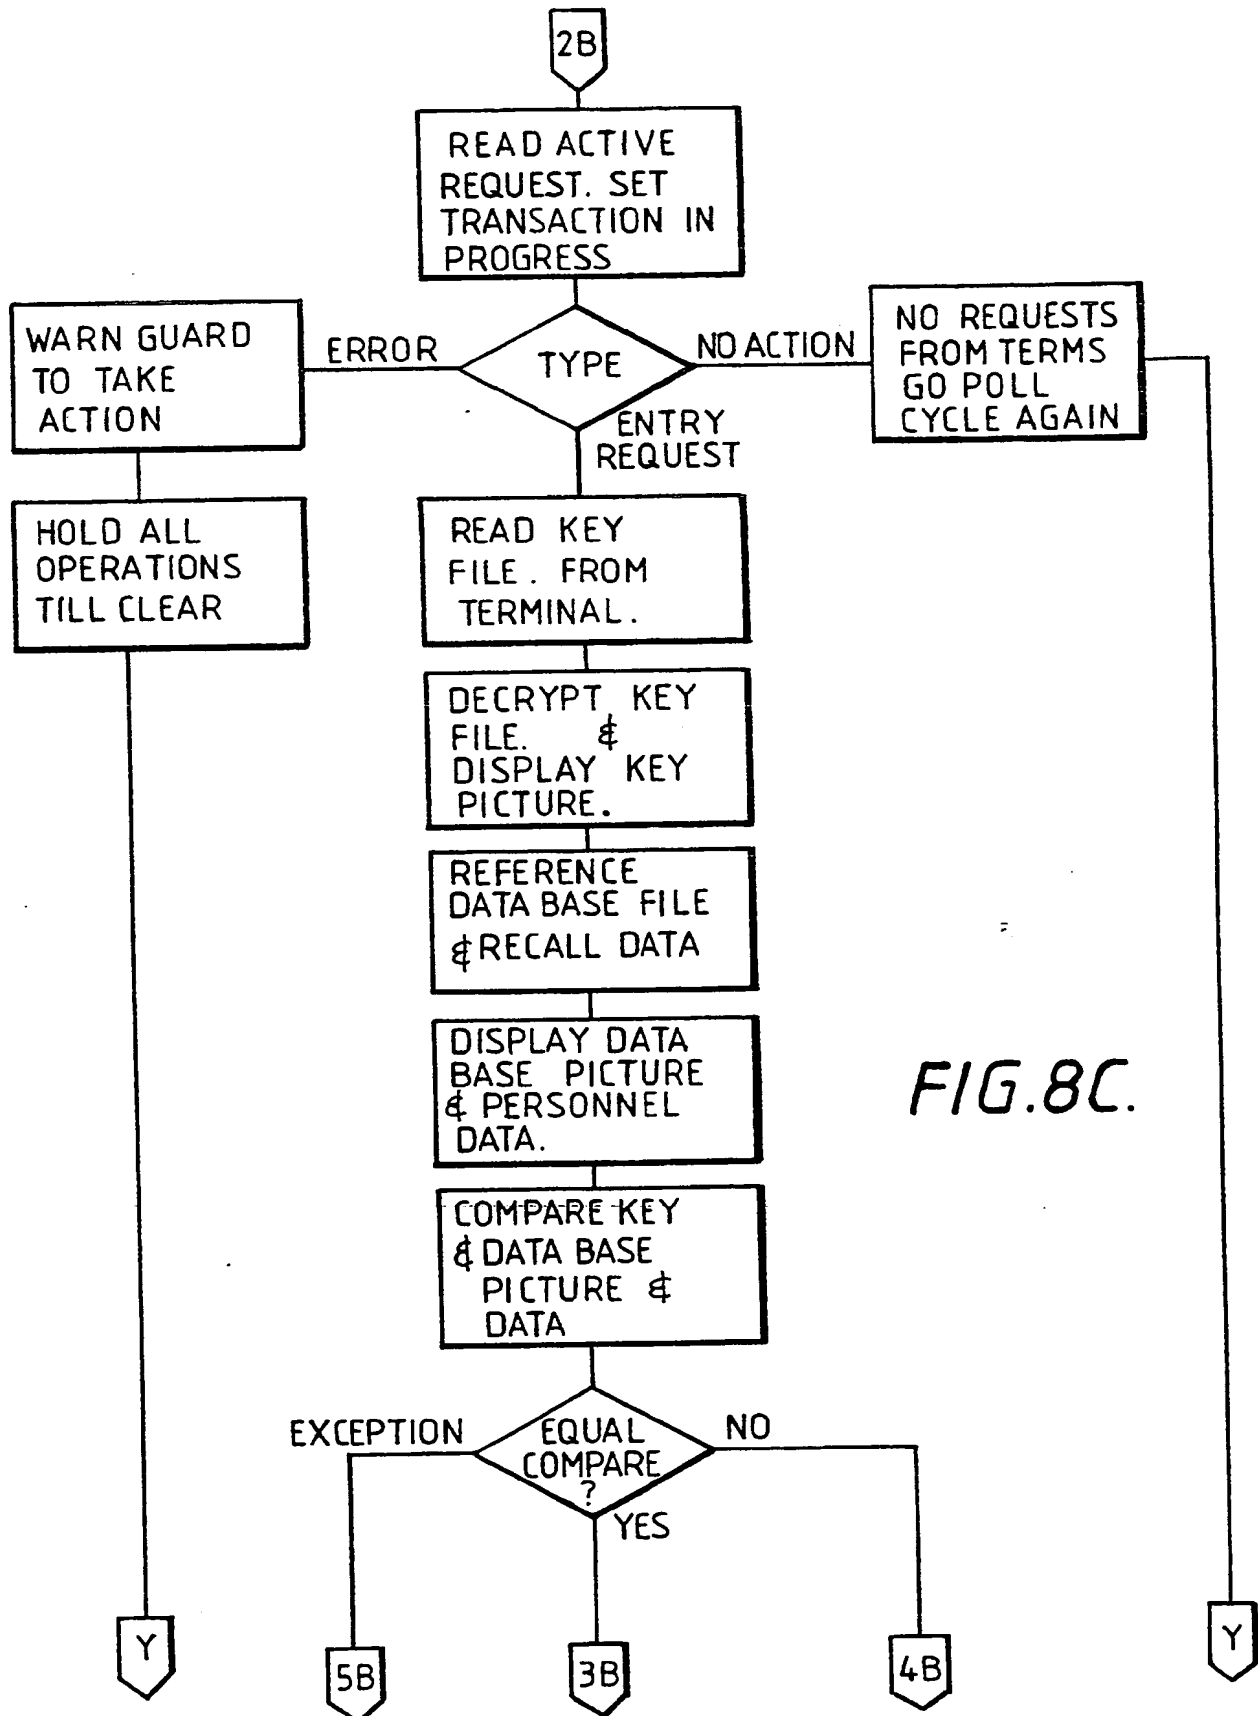 2B
READ ACTIVE
REQUEST. SET
TRANSACTION IN
PROGRESS
WARN GUARD
TO TAKE
ACTION
ERROR
TYPE
NO ACTION
NO REQUESTS
FROM TERMS
GO POLL
CYCLE AGAIN
ENTRY
REQUEST
HOLD ALL
OPERATIONS
TILL CLEAR
READ KEY
FILE. FROM
TERMINAL.
DECRYPT KEY
FILE. &
DISPLAY KEY
PICTURE.
REFERENCE
DATA BASE FILE
& RECALL DATA
DISPLAY DATA
BASE PICTURE
& PERSONNEL
DATA.
FIG.8C.
COMPARE KEY
& DATA BASE
PICTURE &
DATA
EXCEPTION
EQUAL
COMPARE
?
NO
YES
Y
5B
3B
4B
Y